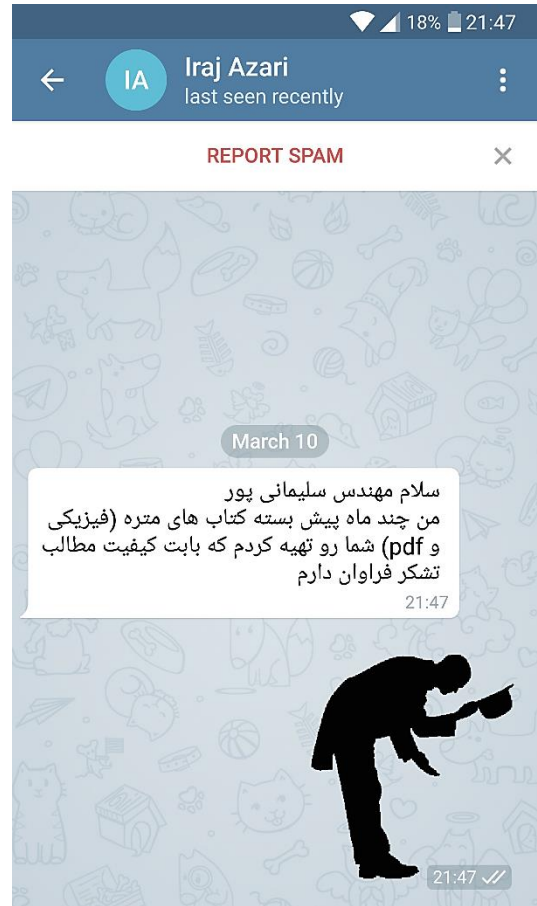 18% 21:47
IA
Iraj Azari
last seen recently
REPORT SPAM
March 10
سلام مهندس سلیمانی پور
من چند ماه پیش بسته کتاب های متره (فیزیکی
و pdf) شما رو تهیه کردم که بابت کیفیت مطالب
تشکر فراوان دارم
21:47
21:47